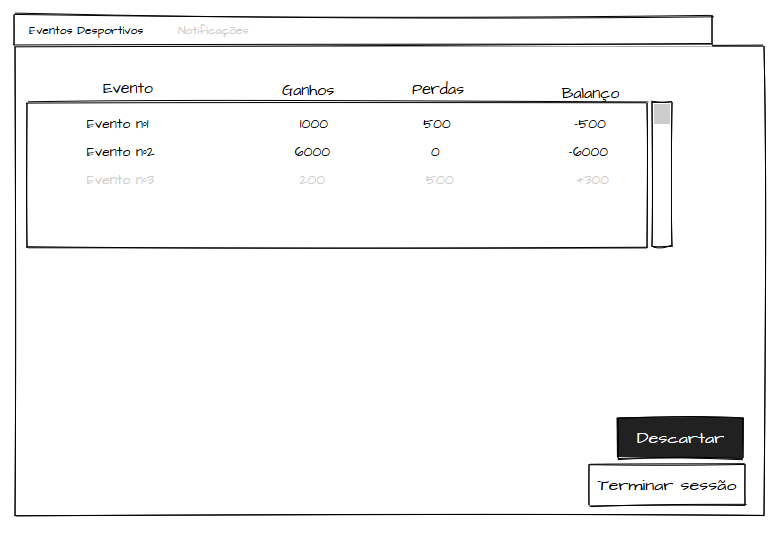 Eventos Desportivos Notificações
Evento Ganhos Perdas Balanço
Evento nº1 1000 500 -500
Evento nº2 6000 0 -6000
Evento nº3 200 500 +300
Descartar
Terminar sessão